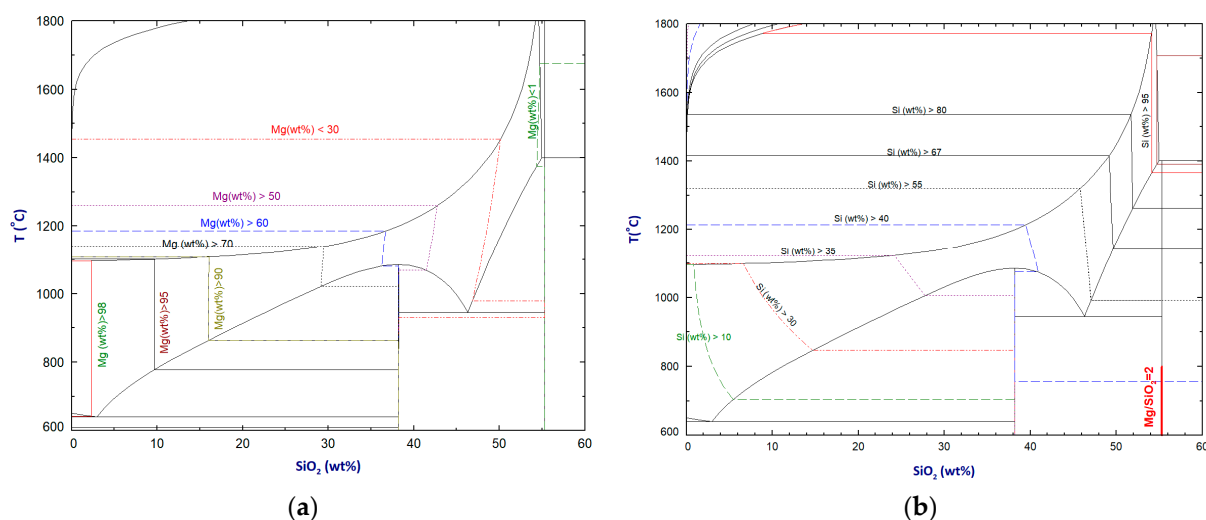 1800
1600
1400
1200
1000
800
600
T (°C)
Mg(wt%) < 30
Mg(wt%) > 50
Mg(wt%) > 60
Mg (wt%) > 70
Mg (wt%)>98
Mg(wt%)>95
Mg(wt%)>90
Mg(wt%)<1
0 10 20 30 40 50 60
SiO2 (wt%)
(a)
1800
1600
1400
1200
1000
800
600
T(°C)
Si (wt%) > 80
Si (wt%) > 67
Si (wt%) > 55
Si (wt%) > 40
Si (wt%) > 35
Si (wt%) > 30
Si (wt%) > 10
Si (wt%) > 95
Mg/SiO2=2
0 10 20 30 40 50 60
SiO2 (wt%)
(b)